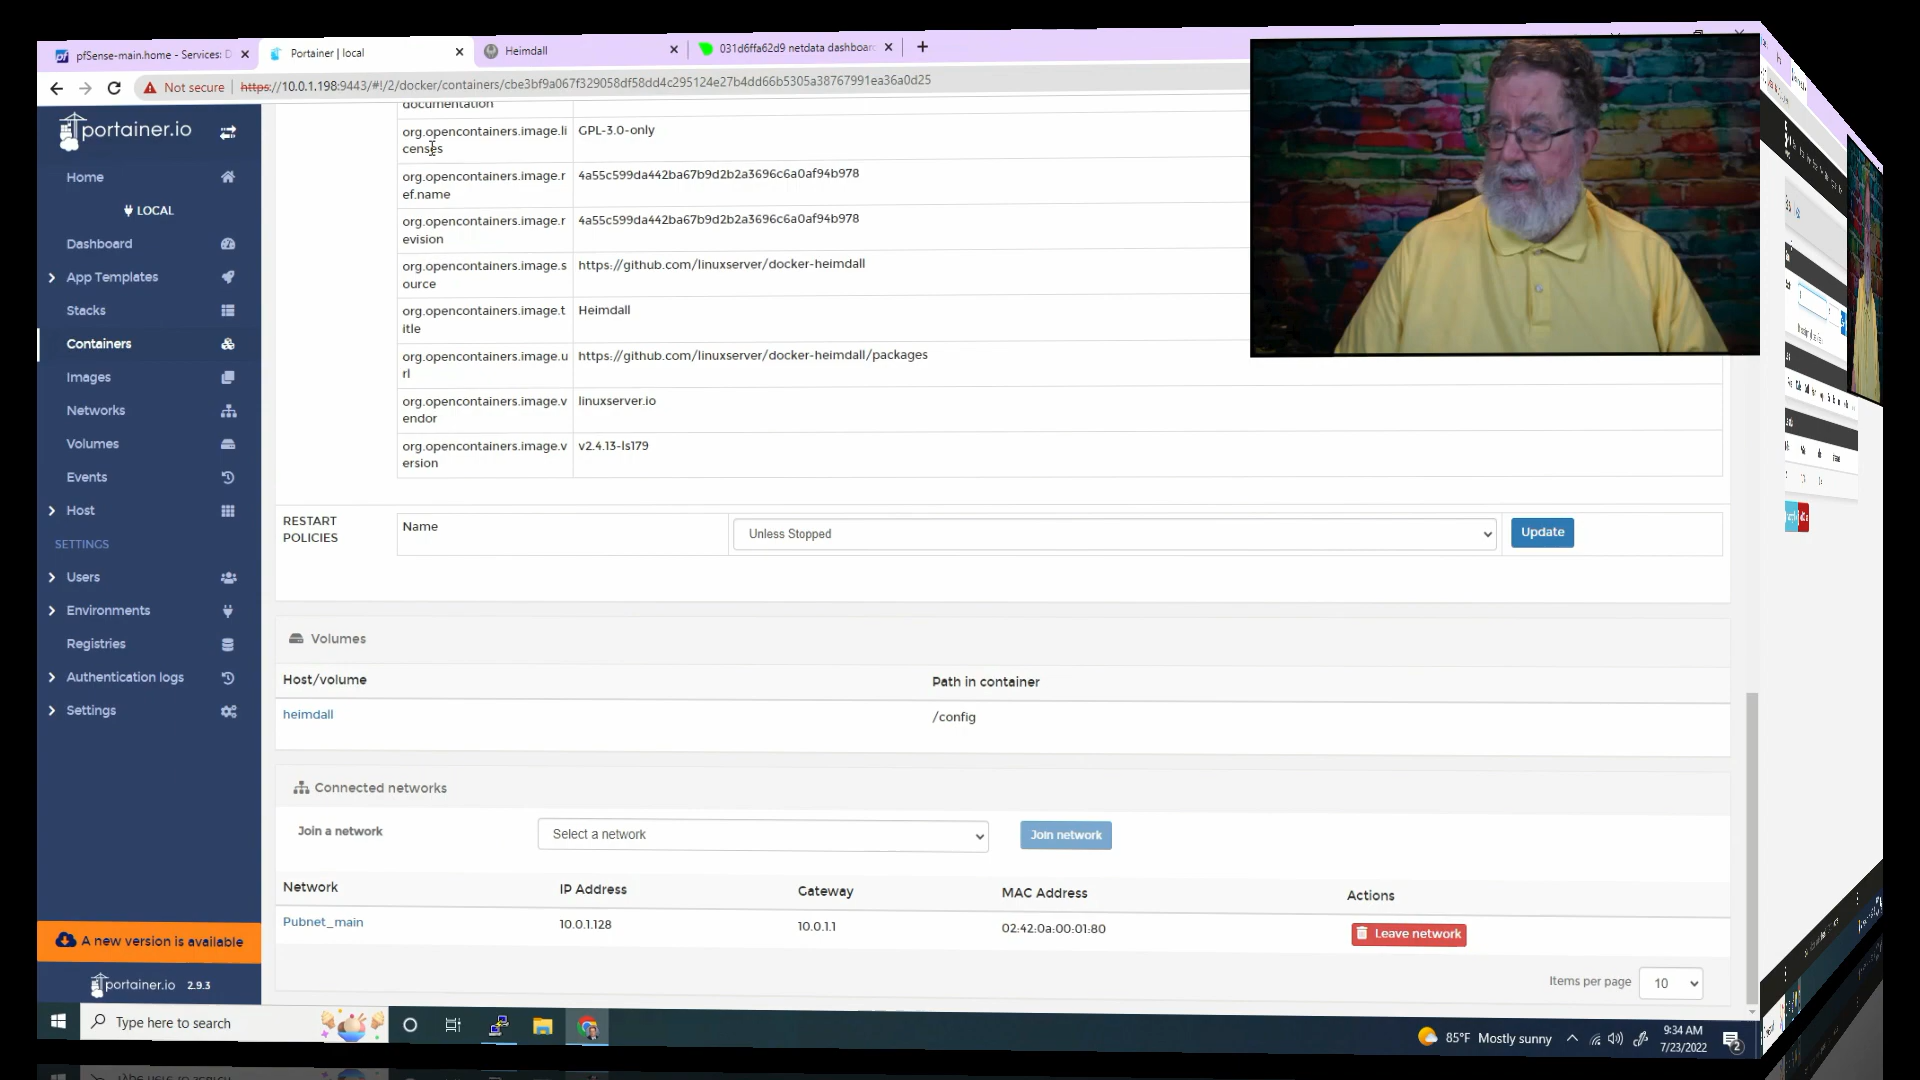 pfSense-main.home - Services: D
Portainer | local
Heimdall
031d6ffa62d9 netdata dashboar
Not secure
https://10.0.1.198:9443/#!/2/docker/containers/cbe3bf9a067f329058df58dd4c295124e27b4dd66b5305a38767991ea36a0d25
portainer.io
Home
LOCAL
Dashboard
App Templates
Stacks
Containers
Images
Networks
Volumes
Events
Host
SETTINGS
Users
Environments
Registries
Authentication logs
Settings
A new version is available
portainer.io 2.9.3
documentation
org.opencontainers.image.li
censes
GPL-3.0-only
org.opencontainers.image.r
ef.name
4a55c599da442ba67b9d2b2a3696c6a0af94b978
org.opencontainers.image.r
evision
4a55c599da442ba67b9d2b2a3696c6a0af94b978
org.opencontainers.image.s
ource
https://github.com/linuxserver/docker-heimdall
org.opencontainers.image.t
itle
Heimdall
org.opencontainers.image.u
rl
https://github.com/linuxserver/docker-heimdall/packages
org.opencontainers.image.v
endor
linuxserver.io
org.opencontainers.image.v
ersion
v2.4.13-ls179
RESTART
POLICIES
Name
Unless Stopped
Update
Volumes
Host/volume
Path in container
heimdall
/config
Connected networks
Join a network
Select a network
Join network
Network
IP Address
Gateway
MAC Address
Actions
Pubnet_main
10.0.1.128
10.0.1.1
02:42:0a:00:01:80
Leave network
Items per page
10
Type here to search
85°F Mostly sunny
9:34 AM
7/23/2022
2